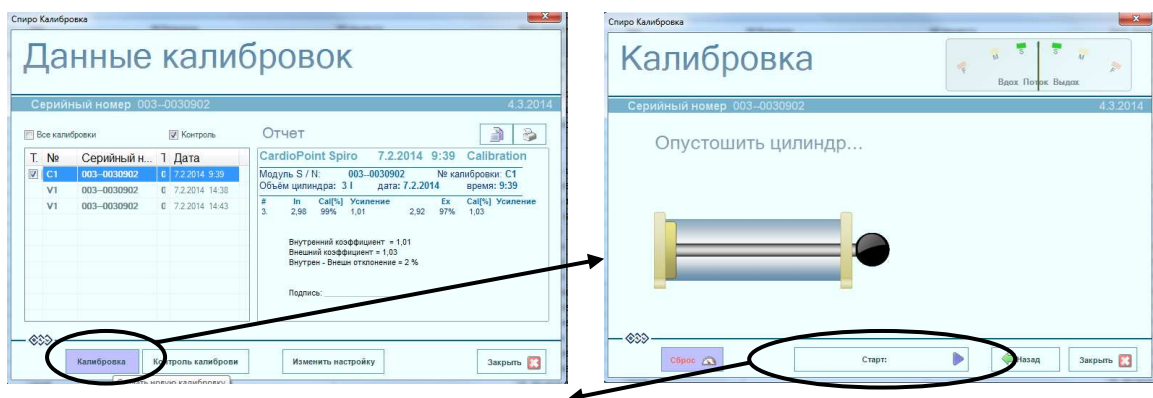 Спиро Калибровка
Данные калибровок
Серийный номер 003--0030902 4.3.2014
Все калибровки Контроль
Т. № Серийный н... Т Дата
C1 003--0030902 0 7.2.2014 9:39
V1 003--0030902 0 7.2.2014 14:38
V1 003--0030902 0 7.2.2014 14:43
Отчет
CardioPoint Spiro 7.2.2014 9:39 Calibration
Модуль S / N: 003--0030902 № калибровки: C1
Объём цилиндра: 3 l дата: 7.2.2014 время: 9:39
# In Cal[%] Усиление Ex Cal[%] Усиление
3. 2,98 99% 1,01 2,92 97% 1,03
Внутренний коэффициент = 1,01
Внешний коэффициент = 1,03
Внутрен - Внешн отклонение = 2 %
Подпись:
Калибровка Контроль калиброви Изменить настройку Закрыть
новую калибровку
Спиро Калибровка
Калибровка
Вдох Поток Выдох
Серийный номер 003--0030902 4.3.2014
Опустошить цилиндр...
Сброс Старт: Назад Закрыть